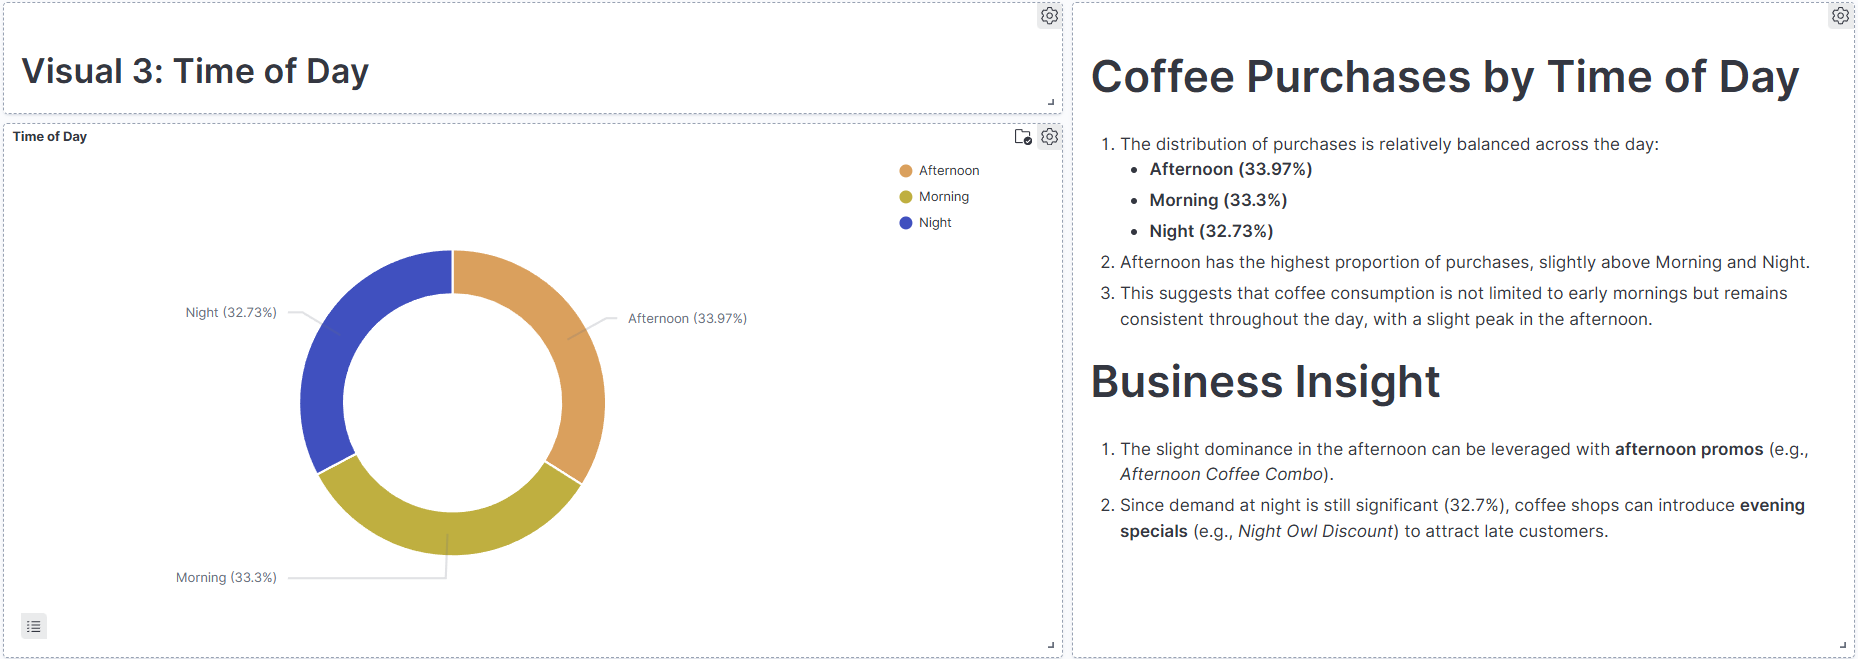 Visual 3: Time of Day
Time of Day
Afternoon
Morning
Night
Night (32.73%)
Afternoon (33.97%)
Morning (33.3%)
Coffee Purchases by Time of Day
1. The distribution of purchases is relatively balanced across the day:
• Afternoon (33.97%)
• Morning (33.3%)
• Night (32.73%)
2. Afternoon has the highest proportion of purchases, slightly above Morning and Night.
3. This suggests that coffee consumption is not limited to early mornings but remains
consistent throughout the day, with a slight peak in the afternoon.
Business Insight
1. The slight dominance in the afternoon can be leveraged with afternoon promos (e.g.,
Afternoon Coffee Combo).
2. Since demand at night is still significant (32.7%), coffee shops can introduce evening
specials (e.g., Night Owl Discount) to attract late customers.